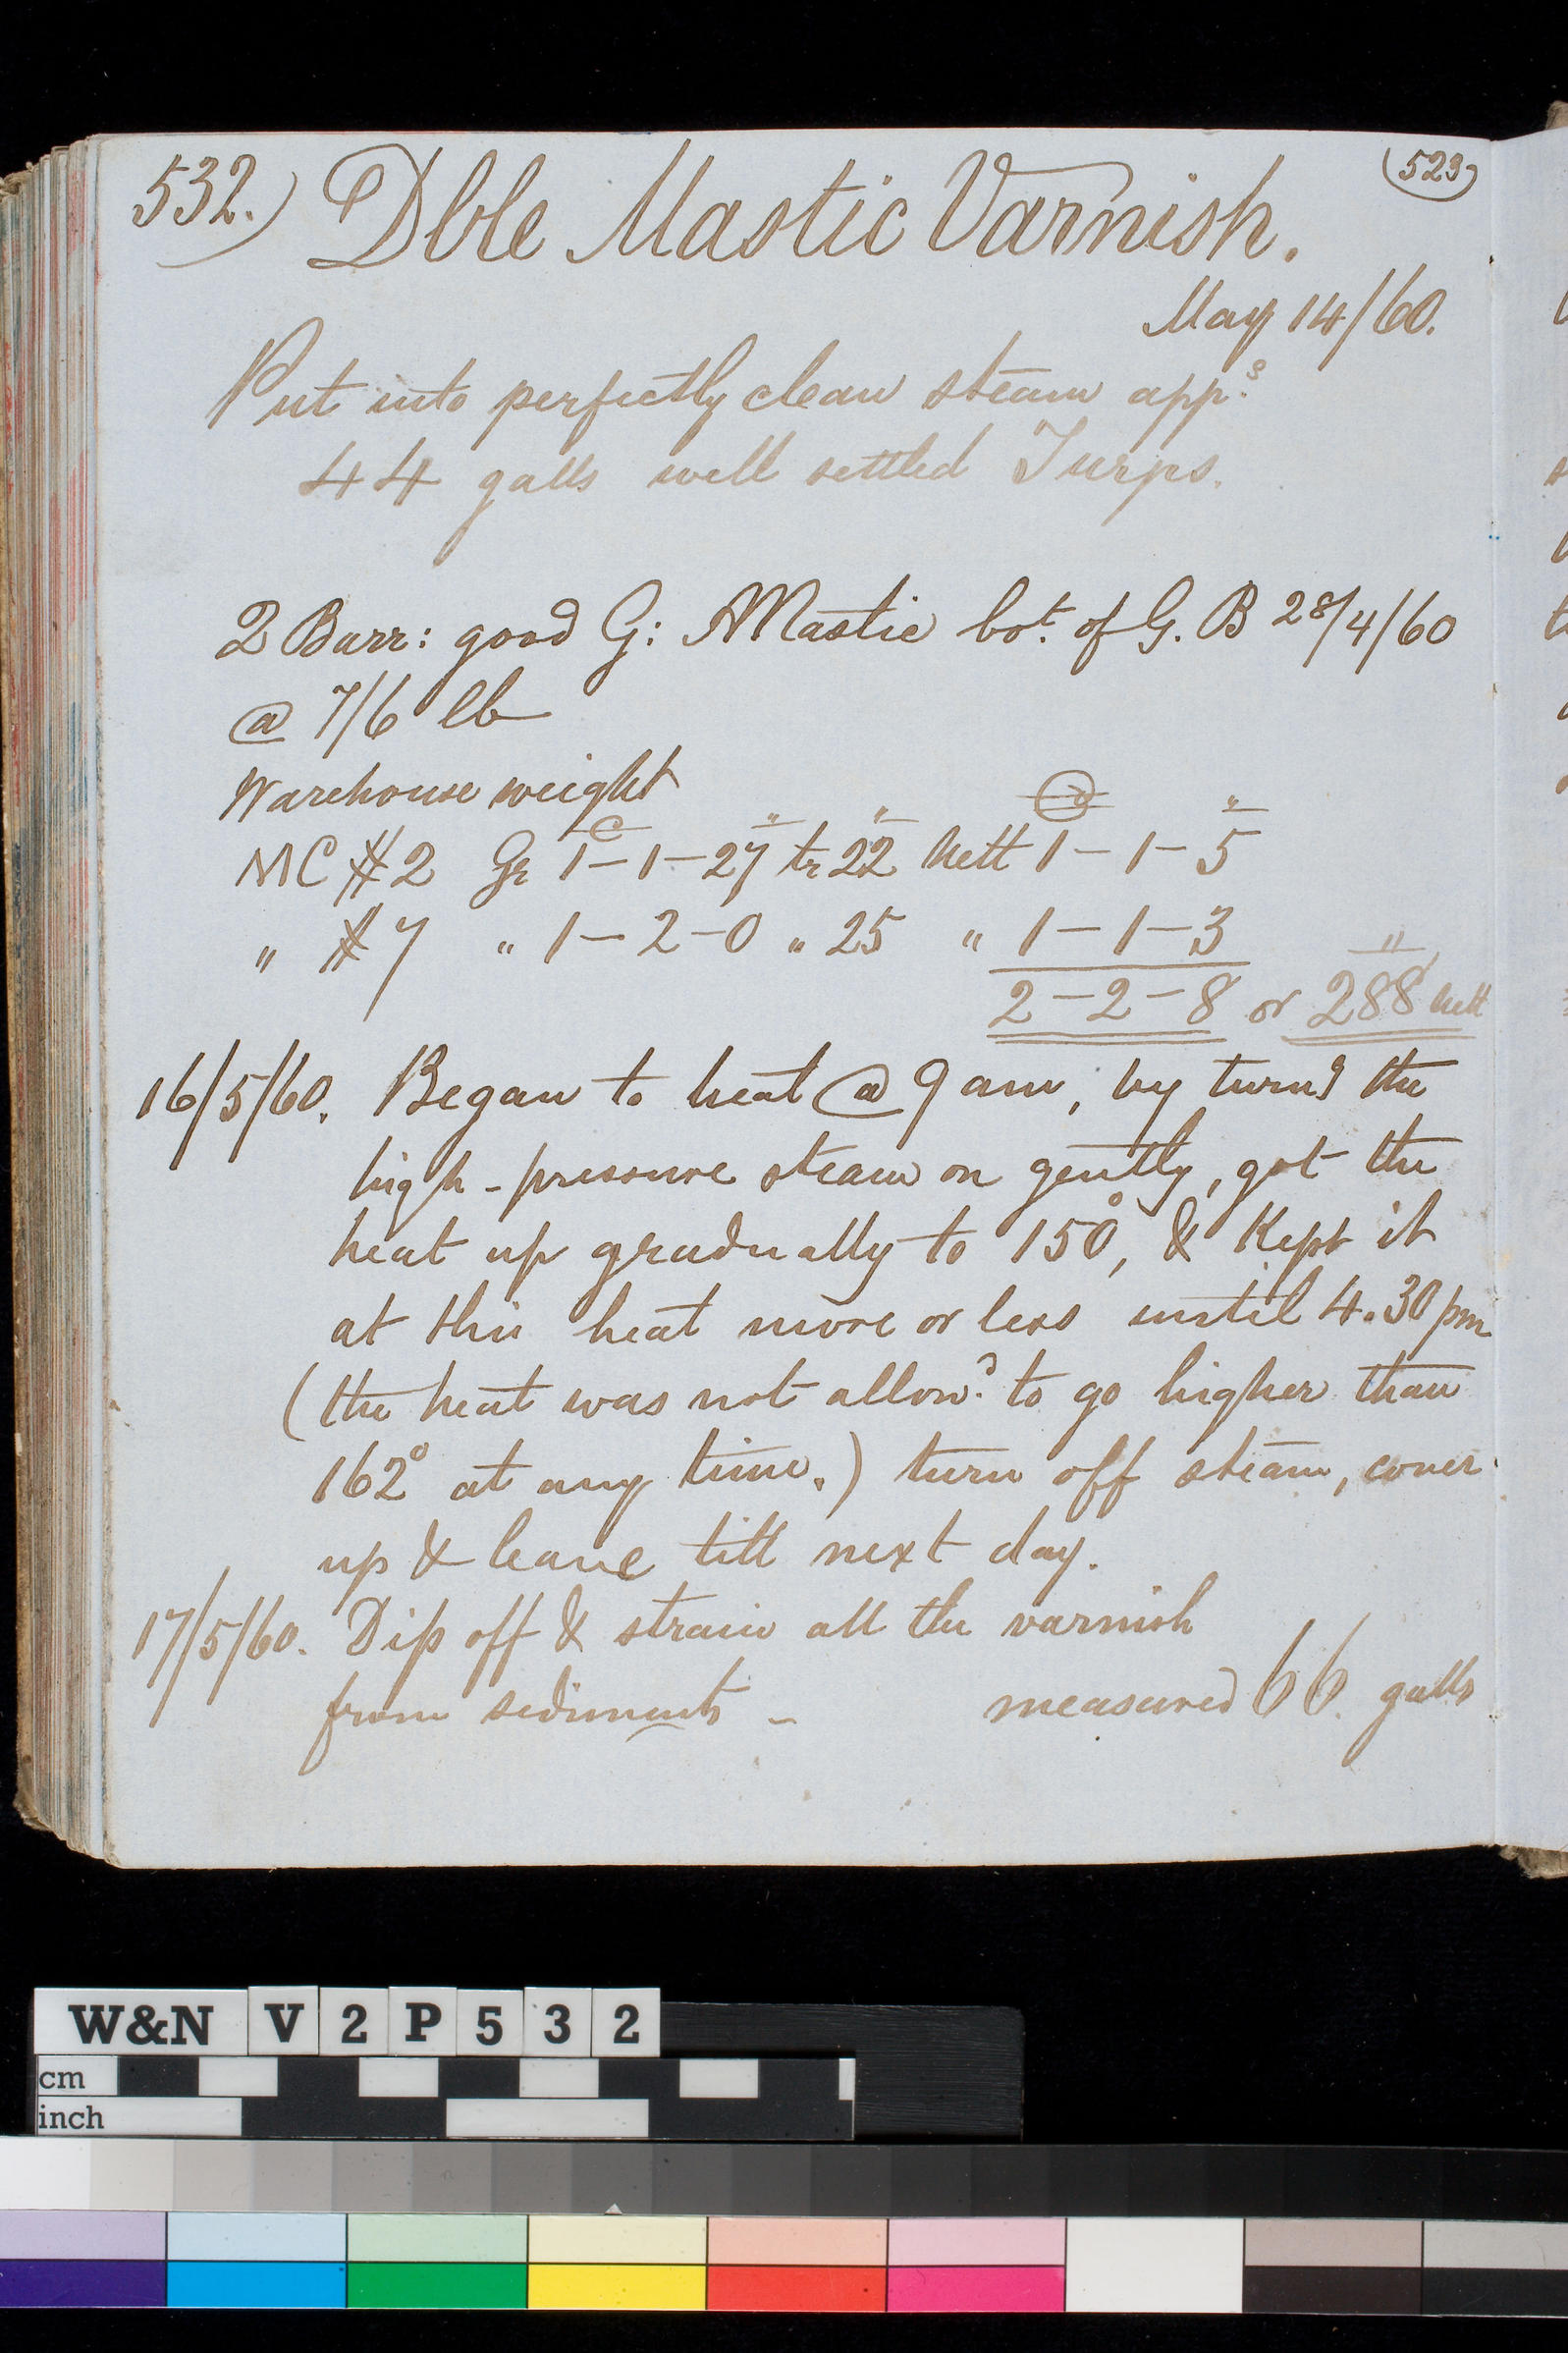 532.) Dble Mastic Varnish. (523)
May 14/60.
Put into perfectly clean steam apps.
44 galls well settled Turps.
2 Barr: good G: Mastic bot. of G. B 28/4/60
@ 7/6 lb
Warehouse weight
MC #2 Gr 1-1-27 tr 22 Nett 1-1-5
" #7 " 1-2-0 " 25 " 1-1-3
2-2-8 or 288 Nett
16/5/60. Began to heat @ 9 am, by turng the
high-pressure steam on gently, got the
heat up gradually to 150°, & Kept it
at this heat more or less until 4.30 pm
(the heat was not allowd. to go higher than
162° at any time.) turn off steam, cover
up & leave till next day.
17/5/60. Dip off & strain all the varnish
from sediments - measured 66 galls
W&N V2P532
cm
inch